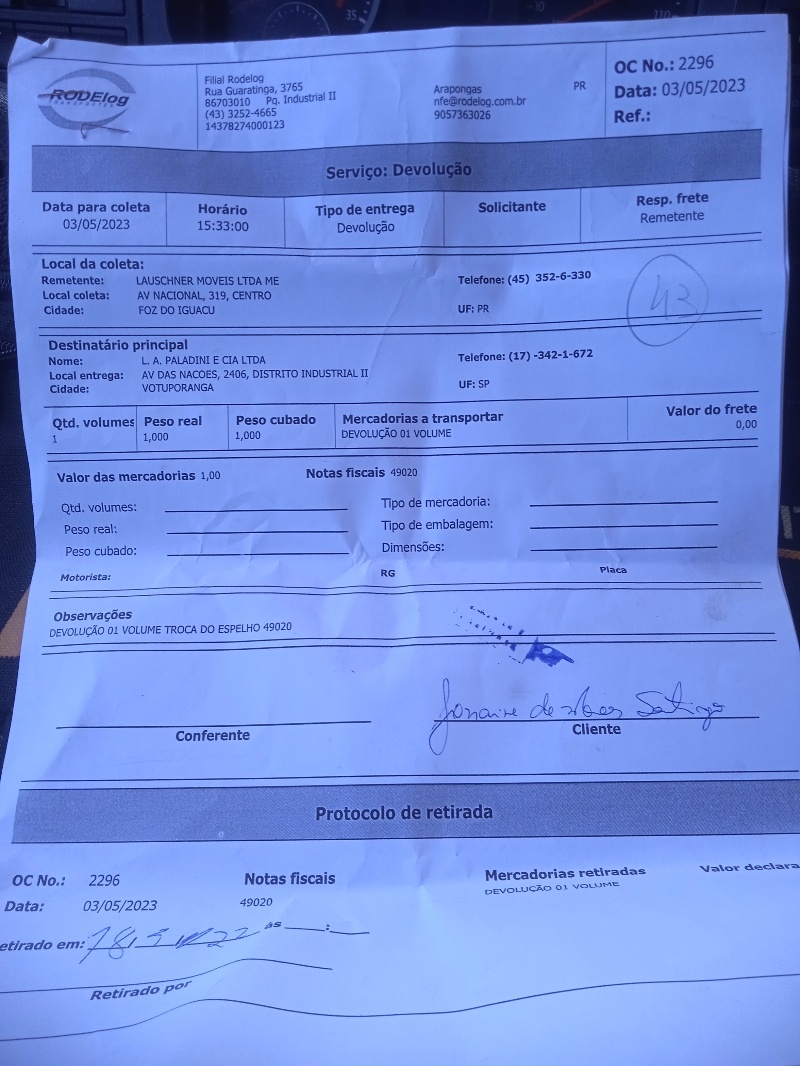 RODElog
TRANSPORTES
Filial Rodelog
Rua Guaratinga, 3765
86703010 Pq. Industrial II
(43) 3252-4665
14378274000123
Arapongas PR
nfe@rodelog.com.br
9057363026
OC No.: 2296
Data: 03/05/2023
Ref.:
Serviço: Devolução
Data para coleta Horário Tipo de entrega Solicitante Resp. frete
03/05/2023 15:33:00 Devolução Remetente
Local da coleta:
Remetente: LAUSCHNER MOVEIS LTDA ME Telefone: (45) 352-6-330
Local coleta: AV NACIONAL, 319, CENTRO
Cidade: FOZ DO IGUACU UF: PR
43
Destinatário principal
Nome: L. A. PALADINI E CIA LTDA Telefone: (17) -342-1-672
Local entrega: AV DAS NACOES, 2406, DISTRITO INDUSTRIAL II
Cidade: VOTUPORANGA UF: SP
Qtd. volumes Peso real Peso cubado Mercadorias a transportar Valor do frete
1 1,000 1,000 DEVOLUÇÃO 01 VOLUME 0,00
Valor das mercadorias 1,00 Notas fiscais 49020
Qtd. volumes: Tipo de mercadoria:
Peso real: Tipo de embalagem:
Peso cubado: Dimensões:
Motorista: RG Placa
Observações
DEVOLUÇÃO 01 VOLUME TROCA DO ESPELHO 49020
Conferente Cliente
Protocolo de retirada
OC No.: 2296 Notas fiscais Mercadorias retiradas Valor declara
Data: 03/05/2023 49020 DEVOLUÇÃO 01 VOLUME
etirado em: às __:__
Retirado por